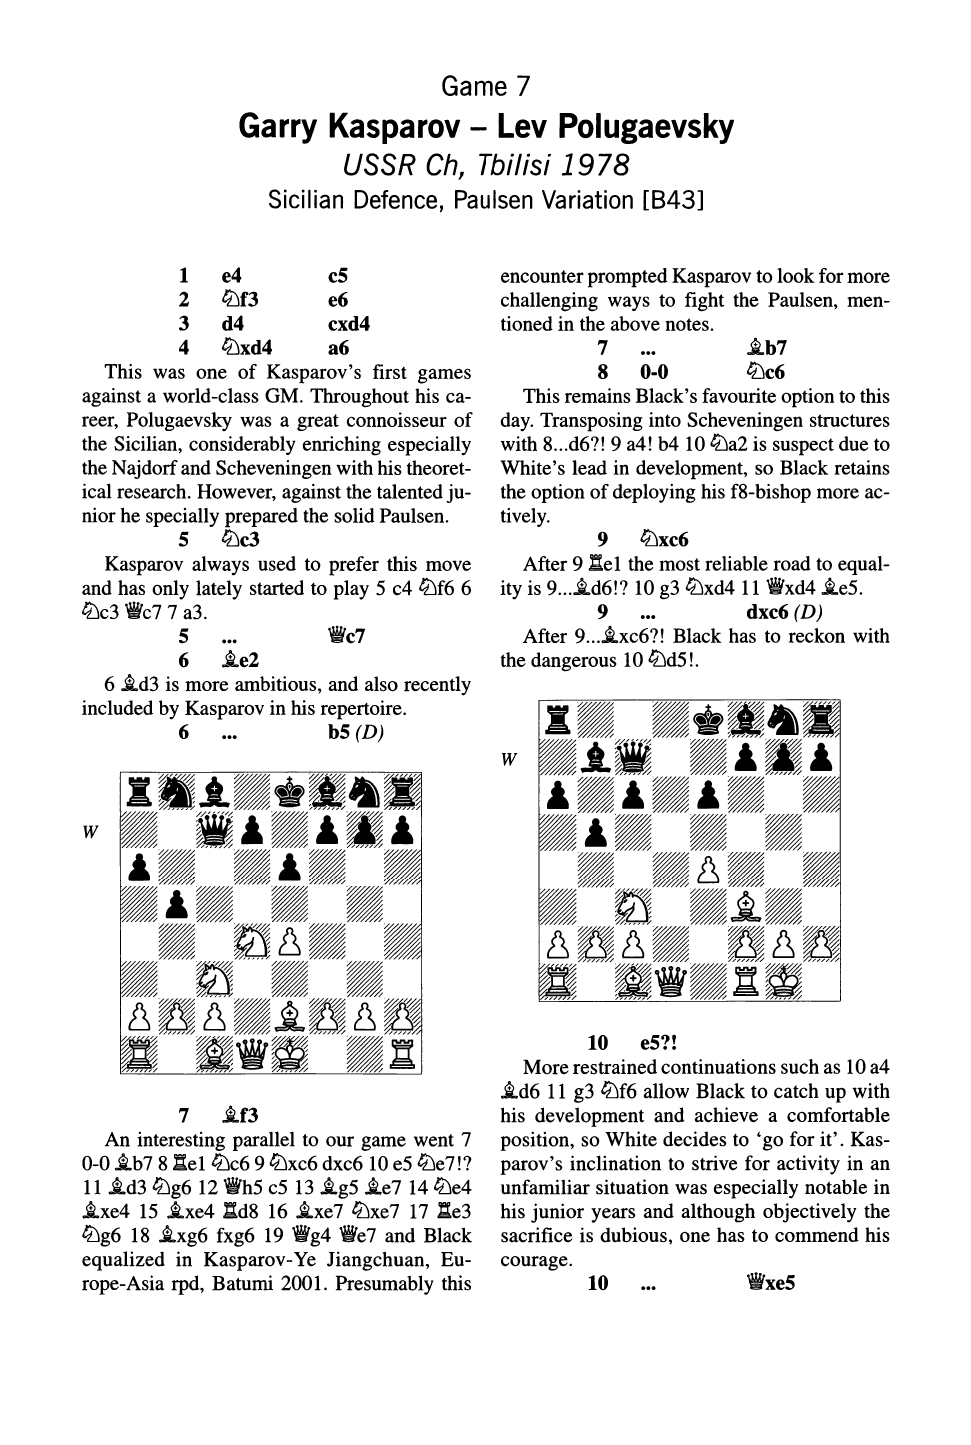 Game 7
Garry Kasparov – Lev Polugaevsky
USSR Ch, Tbilisi 1978
Sicilian Defence, Paulsen Variation [B43]
1 e4 c5
2 ♘f3 e6
3 d4 cxd4
4 ♘xd4 a6
This was one of Kasparov's first games
against a world-class GM. Throughout his ca-
reer, Polugaevsky was a great connoisseur of
the Sicilian, considerably enriching especially
the Najdorf and Scheveningen with his theoret-
ical research. However, against the talented ju-
nior he specially prepared the solid Paulsen.
5 ♘c3
Kasparov always used to prefer this move
and has only lately started to play 5 c4 ♘f6 6
♘c3 ♕c7 7 a3.
5 ... ♕c7
6 ♗e2
6 ♗d3 is more ambitious, and also recently
included by Kasparov in his repertoire.
6 ... b5 (D)
W
7 ♗f3
An interesting parallel to our game went 7
0-0 ♗b7 8 ♖e1 ♘c6 9 ♘xc6 dxc6 10 e5 ♘e7!?
11 ♗d3 ♘g6 12 ♕h5 c5 13 ♗g5 ♗e7 14 ♘e4
♗xe4 15 ♗xe4 ♖d8 16 ♗xe7 ♘xe7 17 ♖e3
♘g6 18 ♗xg6 fxg6 19 ♕g4 ♕e7 and Black
equalized in Kasparov-Ye Jiangchuan, Eu-
rope-Asia rpd, Batumi 2001. Presumably this
encounter prompted Kasparov to look for more
challenging ways to fight the Paulsen, men-
tioned in the above notes.
7 ... ♗b7
8 0-0 ♘c6
This remains Black's favourite option to this
day. Transposing into Scheveningen structures
with 8...d6?! 9 a4! b4 10 ♘a2 is suspect due to
White's lead in development, so Black retains
the option of deploying his f8-bishop more ac-
tively.
9 ♘xc6
After 9 ♖e1 the most reliable road to equal-
ity is 9...♗d6!? 10 g3 ♘xd4 11 ♕xd4 ♗e5.
9 ... dxc6 (D)
After 9...♗xc6?! Black has to reckon with
the dangerous 10 ♘d5!.
W
10 e5?!
More restrained continuations such as 10 a4
♗d6 11 g3 ♘f6 allow Black to catch up with
his development and achieve a comfortable
position, so White decides to 'go for it'. Kas-
parov's inclination to strive for activity in an
unfamiliar situation was especially notable in
his junior years and although objectively the
sacrifice is dubious, one has to commend his
courage.
10 ... ♕xe5